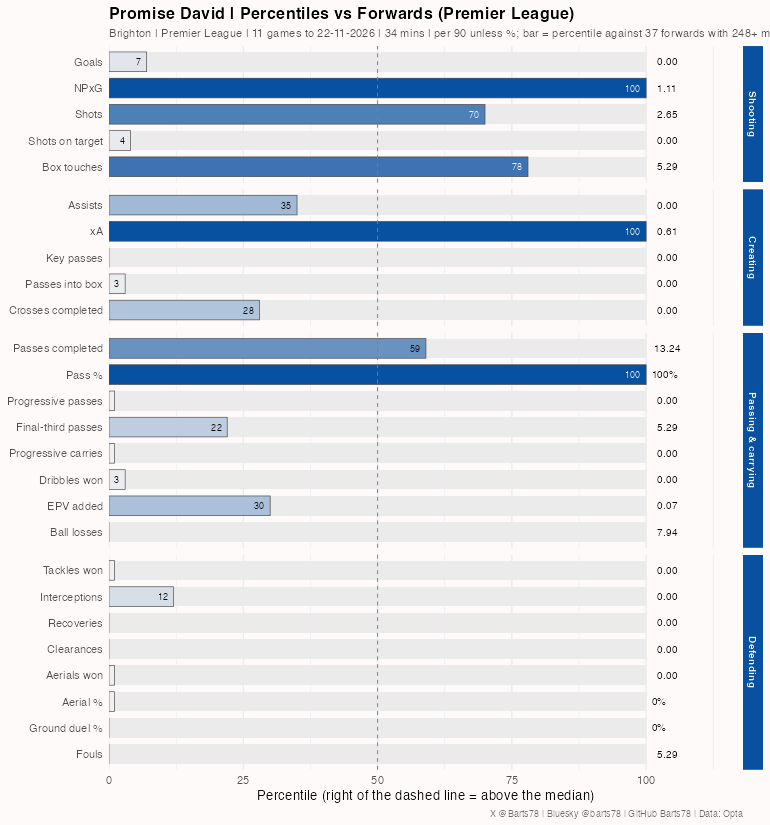 Promise David | Percentiles vs Forwards (Premier League)
Brighton | Premier League | 11 games to 22-11-2026 | 34 mins | per 90 unless %; bar = percentile against 37 forwards with 248+ m
Goals 7 0.00
NPxG 100 1.11
Shots 70 2.65
Shots on target 4 0.00
Box touches 78 5.29
Shooting
Assists 35 0.00
xA 100 0.61
Key passes 0.00
Passes into box 3 0.00
Crosses completed 28 0.00
Creating
Passes completed 59 13.24
Pass % 100 100%
Progressive passes 0.00
Final-third passes 22 5.29
Progressive carries 0.00
Dribbles won 3 0.00
EPV added 30 0.07
Ball losses 7.94
Passing & carrying
Tackles won 0.00
Interceptions 12 0.00
Recoveries 0.00
Clearances 0.00
Aerials won 0.00
Aerial % 0%
Ground duel % 0%
Fouls 5.29
Defending
0 25 50 75 100
Percentile (right of the dashed line = above the median)
X @Barts78 | Bluesky @barts78 | GitHub Barts78 | Data: Opta